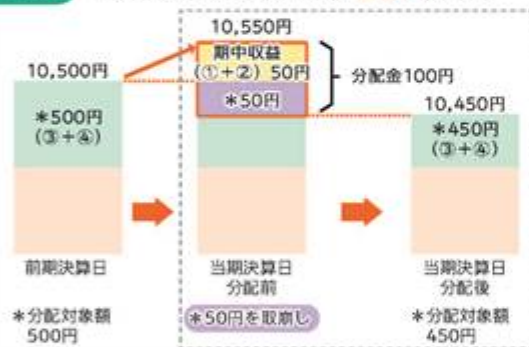 10,550円
期中収益
(①+②) 50円
分配金100円
10,500円
*50円
10,450円
*500円
(③+④)
*450円
(③+④)
前期決算日
当期決算日
分配前
当期決算日
分配後
*分配対象額
500円
*50円を取崩し
*分配対象額
450円